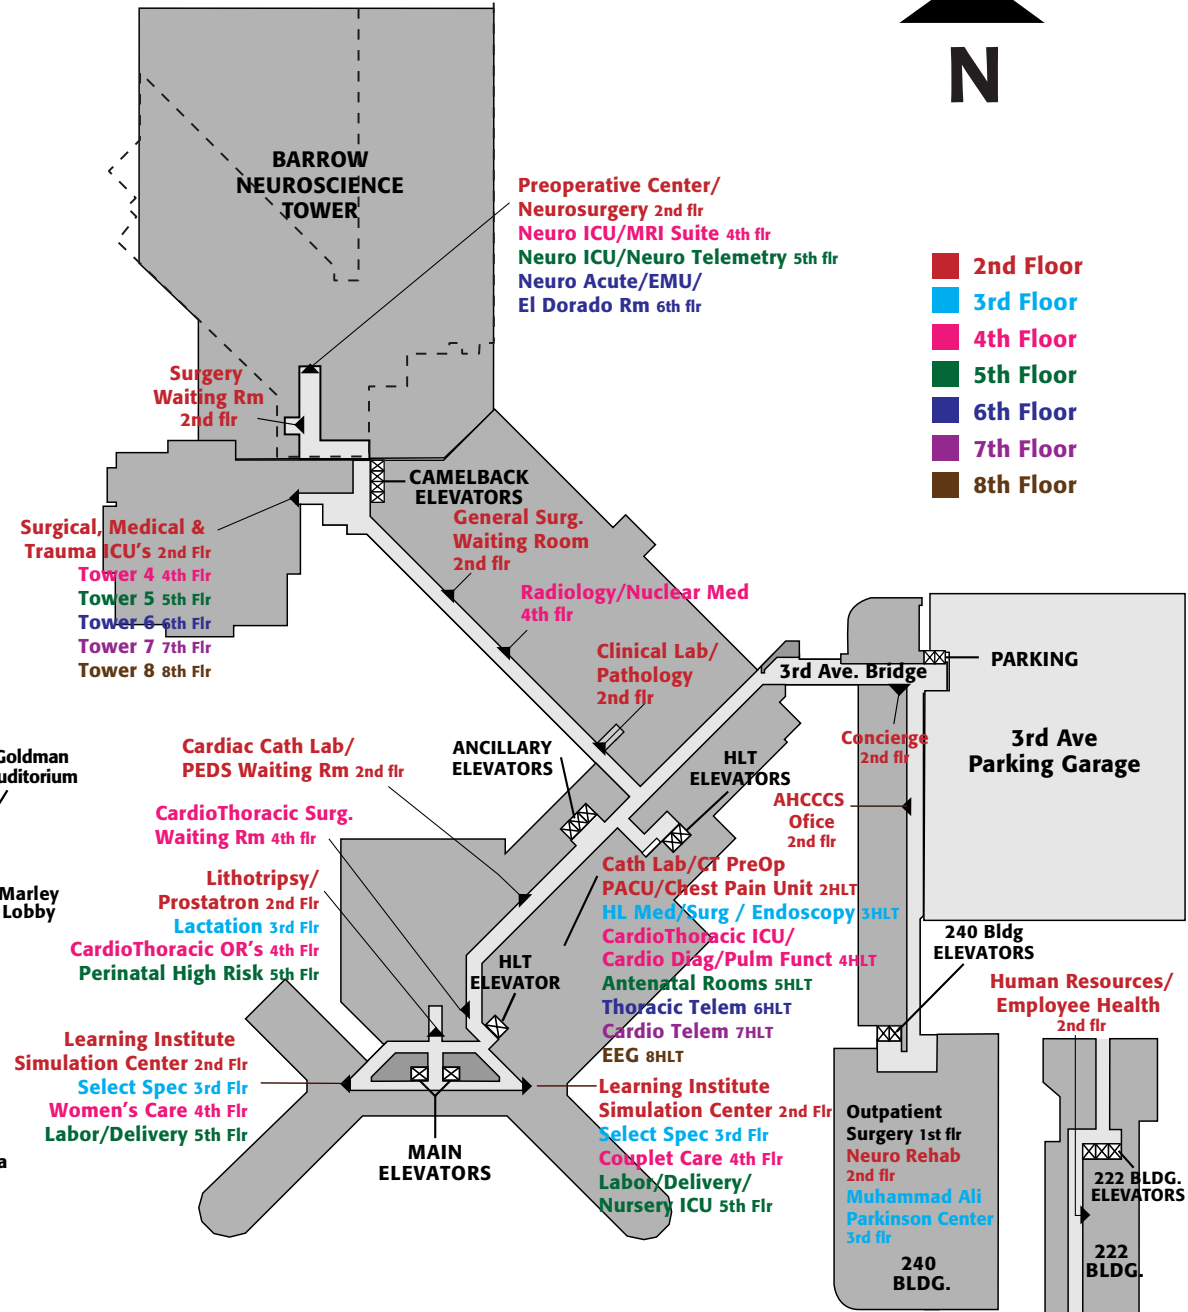 N
BARROW
NEUROSCIENCE
TOWER
Preoperative Center/
Neurosurgery 2nd flr
Neuro ICU/MRI Suite 4th flr
Neuro ICU/Neuro Telemetry 5th flr
Neuro Acute/EMU/
El Dorado Rm 6th flr
2nd Floor
3rd Floor
4th Floor
5th Floor
6th Floor
7th Floor
8th Floor
Surgery
Waiting Rm
2nd flr
CAMELBACK
ELEVATORS
General Surg.
Waiting Room
2nd flr
Surgical, Medical &
Trauma ICU's 2nd Flr
Tower 4 4th Flr
Tower 5 5th Flr
Tower 6 6th Flr
Tower 7 7th Flr
Tower 8 8th Flr
Radiology/Nuclear Med
4th flr
Clinical Lab/
Pathology
2nd flr
3rd Ave. Bridge
PARKING
3rd Ave
Parking Garage
Concierge
2nd flr
Goldman
uditorium
Cardiac Cath Lab/
PEDS Waiting Rm 2nd flr
ANCILLARY
ELEVATORS
HLT
ELEVATORS
AHCCCS
Ofice
2nd flr
CardioThoracic Surg.
Waiting Rm 4th flr
Lithotripsy/
Prostatron 2nd Flr
Lactation 3rd Flr
CardioThoracic OR's 4th Flr
Perinatal High Risk 5th Flr
Marley
Lobby
Cath Lab/CT PreOp
PACU/Chest Pain Unit 2HLT
HL Med/Surg / Endoscopy 3HLT
CardioThoracic ICU/
Cardio Diag/Pulm Funct 4HLT
Antenatal Rooms 5HLT
Thoracic Telem 6HLT
Cardio Telem 7HLT
EEG 8HLT
HLT
ELEVATOR
240 Bldg
ELEVATORS
Human Resources/
Employee Health
2nd flr
Learning Institute
Simulation Center 2nd Flr
Select Spec 3rd Flr
Women's Care 4th Flr
Labor/Delivery 5th Flr
MAIN
ELEVATORS
Learning Institute
Simulation Center 2nd Flr
Select Spec 3rd Flr
Couplet Care 4th Flr
Labor/Delivery/
Nursery ICU 5th Flr
a
Outpatient
Surgery 1st flr
Neuro Rehab
2nd flr
Muhammad Ali
Parkinson Center
3rd flr
240
BLDG.
222 BLDG.
ELEVATORS
222
BLDG.